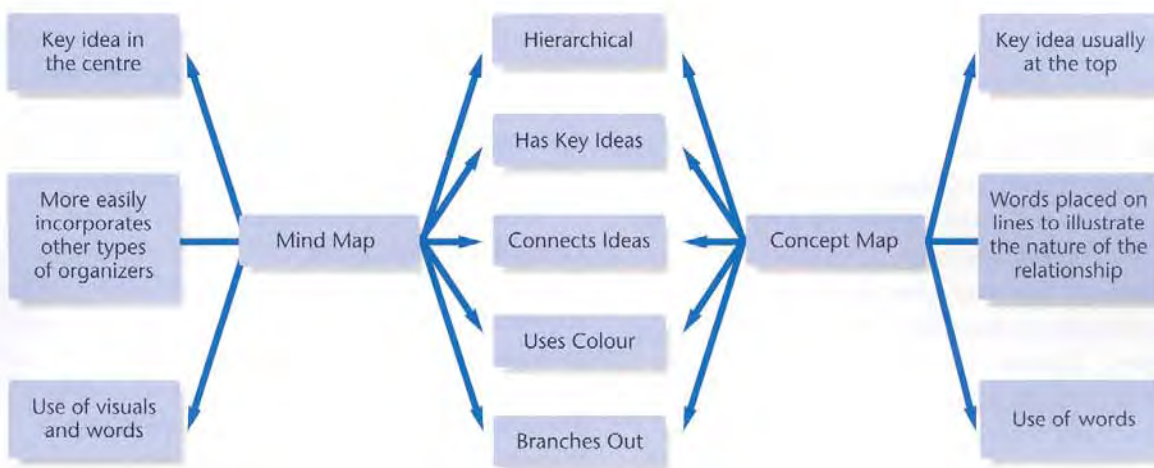 Key idea in
the centre
More easily
incorporates
other types
of organizers
Use of visuals
and words
Mind Map
Hierarchical
Has Key Ideas
Connects Ideas
Uses Colour
Branches Out
Concept Map
Key idea usually
at the top
Words placed on
lines to illustrate
the nature of the
relationship
Use of words